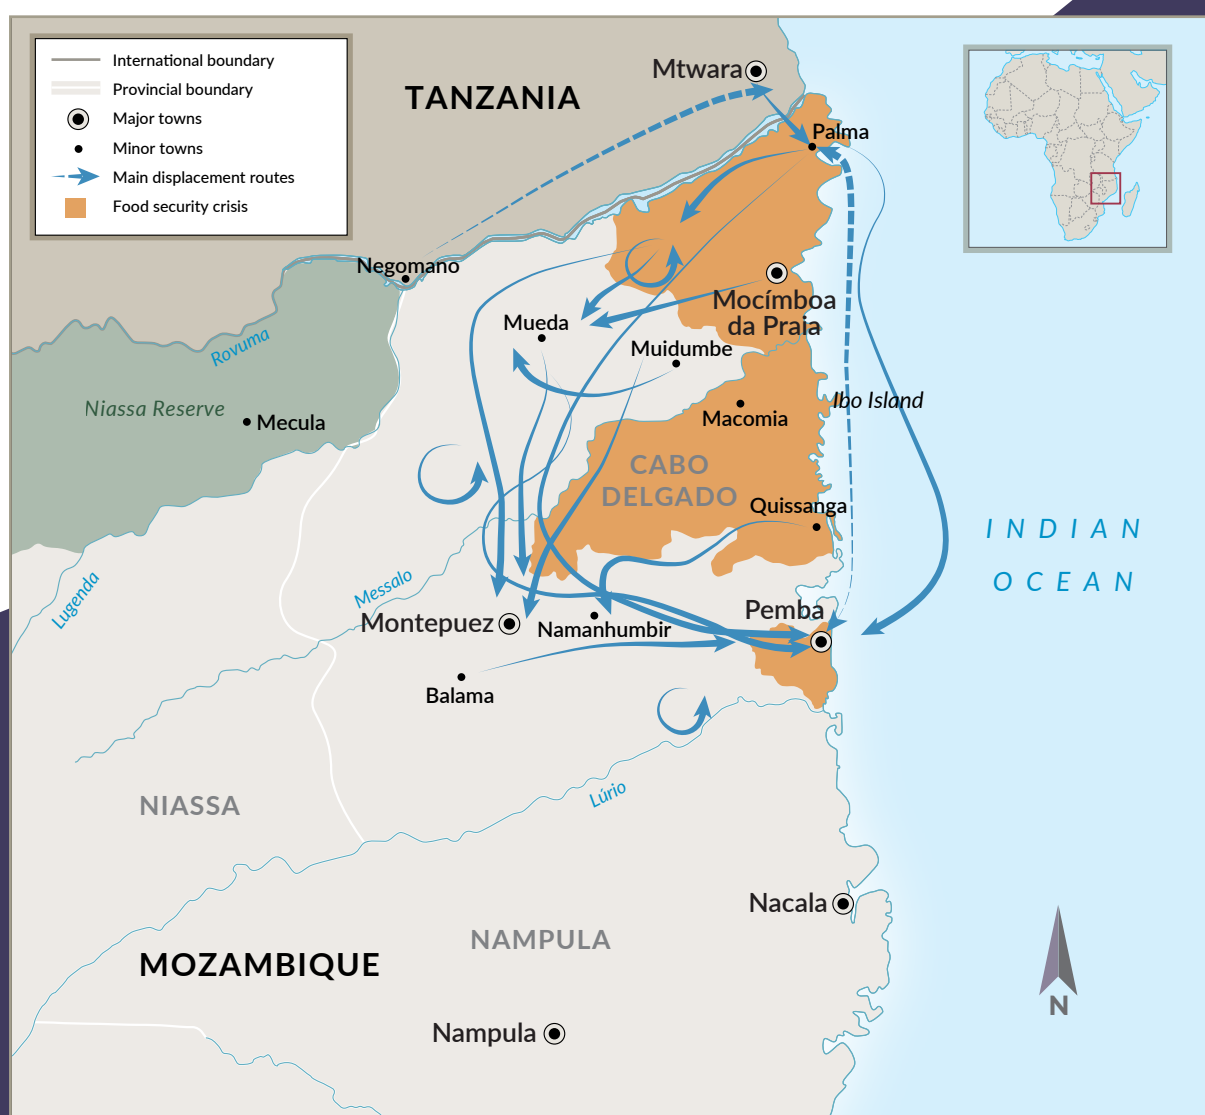 International boundary
Provincial boundary
Major towns
Minor towns
Main displacement routes
Food security crisis
TANZANIA
Mtwara
Palma
Negomano
Mocímboa
da Praia
Mueda
Muidumbe
Rovuma
Niassa Reserve
Mecula
Macomia
Ibo Island
CABO
DELGADO
Quissanga
INDIAN
OCEAN
Lugenda
Messalo
Montepuez
Namanhumbir
Pemba
Balama
NIASSA
Lúrio
Nacala
NAMPULA
MOZAMBIQUE
Nampula
N